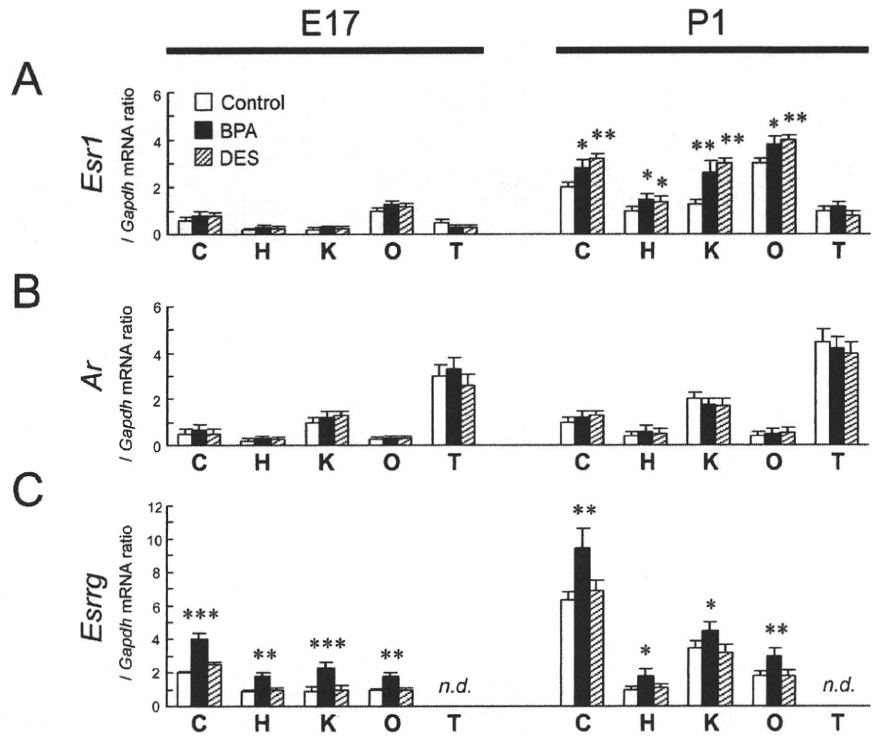 E17 P1
A
Esr1
/ Gapdh mRNA ratio
6
4
2
0
Control
BPA
DES
* ** * * ** ** * **
C H K O T C H K O T
B
Ar
/ Gapdh mRNA ratio
6
4
2
0
C H K O T C H K O T
C
Esrrg
/ Gapdh mRNA ratio
12
10
8
6
4
2
0
*** ** *** ** n.d. ** * * ** n.d.
C H K O T C H K O T